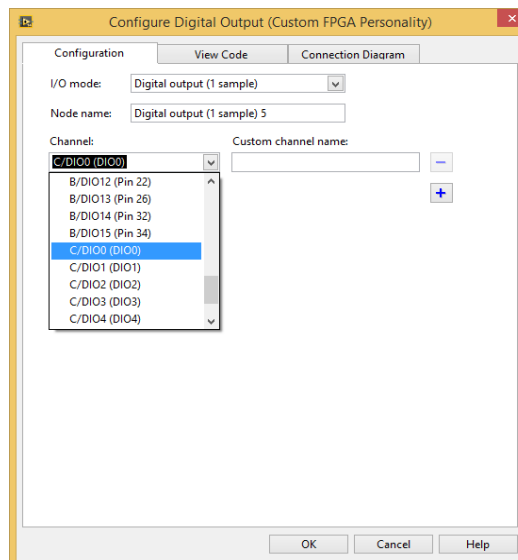 Configure Digital Output (Custom FPGA Personality)
Configuration View Code Connection Diagram
I/O mode: Digital output (1 sample)
Node name: Digital output (1 sample) 5
Channel: Custom channel name:
C/DIO0 (DIO0)
B/DIO12 (Pin 22)
B/DIO13 (Pin 26)
B/DIO14 (Pin 32)
B/DIO15 (Pin 34)
C/DIO0 (DIO0)
C/DIO1 (DIO1)
C/DIO2 (DIO2)
C/DIO3 (DIO3)
C/DIO4 (DIO4)
OK Cancel Help